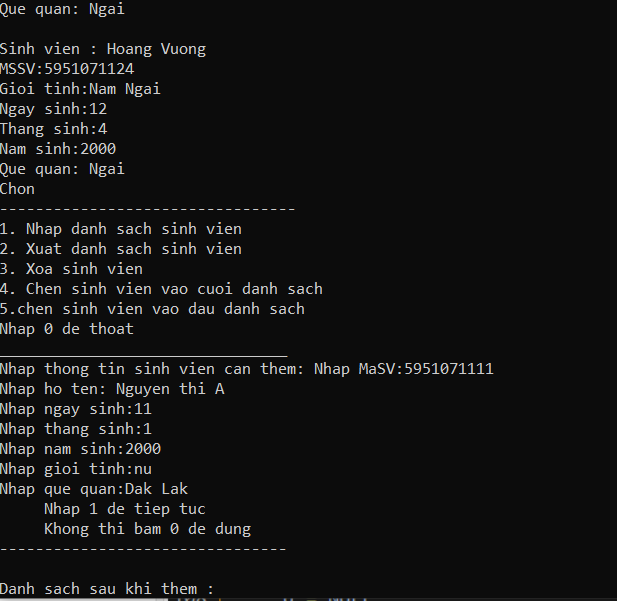 Que quan: Ngai
Sinh vien : Hoang Vuong
MSSV:5951071124
Gioi tinh:Nam Ngai
Ngay sinh:12
Thang sinh:4
Nam sinh:2000
Que quan: Ngai
Chon
---------------------------------
1. Nhap danh sach sinh vien
2. Xuat danh sach sinh vien
3. Xoa sinh vien
4. Chen sinh vien vao cuoi danh sach
5.chen sinh vien vao dau danh sach
Nhap 0 de thoat
________________________________
Nhap thong tin sinh vien can them: Nhap MaSV:5951071111
Nhap ho ten: Nguyen thi A
Nhap ngay sinh:11
Nhap thang sinh:1
Nhap nam sinh:2000
Nhap gioi tinh:nu
Nhap que quan:Dak Lak
     Nhap 1 de tiep tuc
     Khong thi bam 0 de dung
--------------------------------
Danh sach sau khi them :